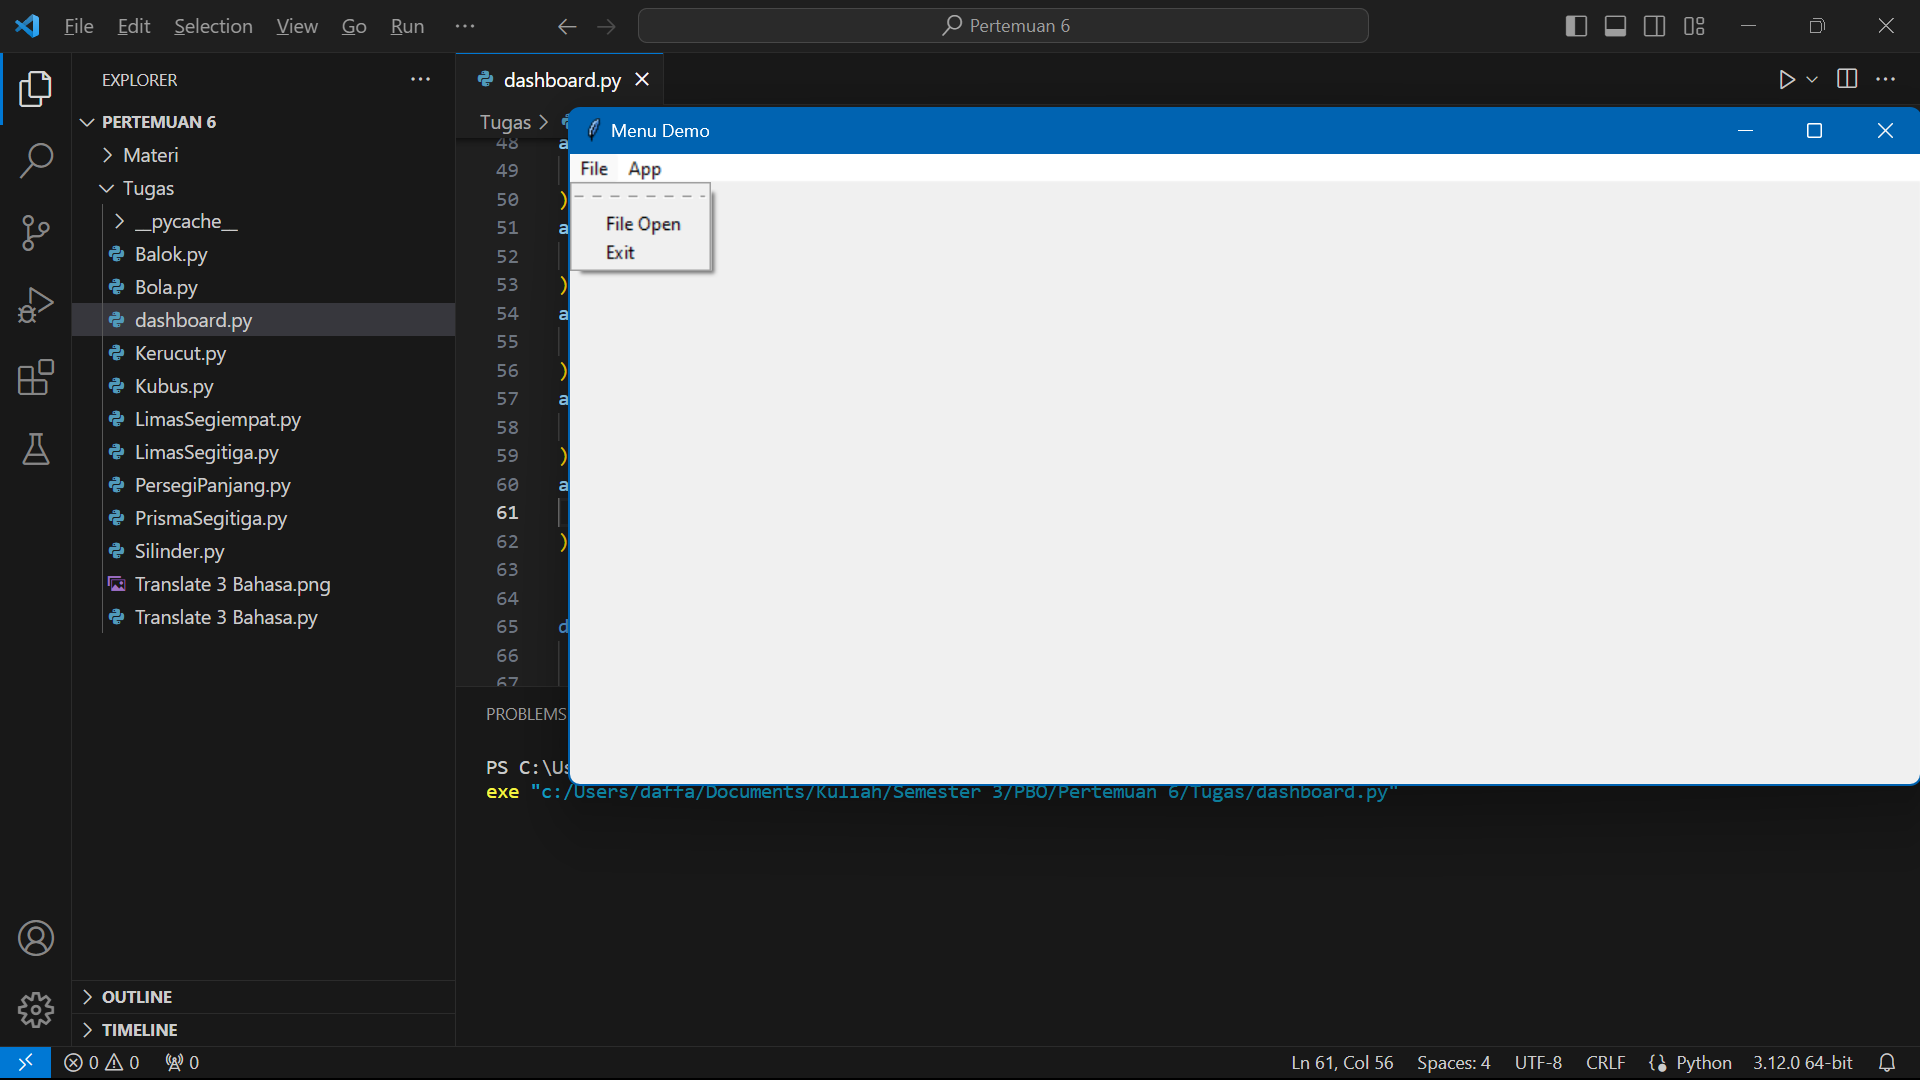 File Edit Selection View Go Run ··· Pertemuan 6
EXPLORER ···
PERTEMUAN 6
Materi
Tugas
__pycache__
Balok.py
Bola.py
dashboard.py
Kerucut.py
Kubus.py
LimasSegiempat.py
LimasSegitiga.py
PersegiPanjang.py
PrismaSegitiga.py
Silinder.py
Translate 3 Bahasa.png
Translate 3 Bahasa.py
OUTLINE
TIMELINE
dashboard.py
Tugas >
48 a
49
50 )
51 a
52
53 )
54 a
55
56 )
57 a
58
59 )
60 a
61
62 )
63
64
65 d
66
67
Menu Demo
File App
File Open
Exit
PROBLEMS
PS C:\Us
exe "c:/Users/daffa/Documents/Kuliah/Semester 3/PBO/Pertemuan 6/Tugas/dashboard.py"
0 0 0 Ln 61, Col 56 Spaces: 4 UTF-8 CRLF Python 3.12.0 64-bit